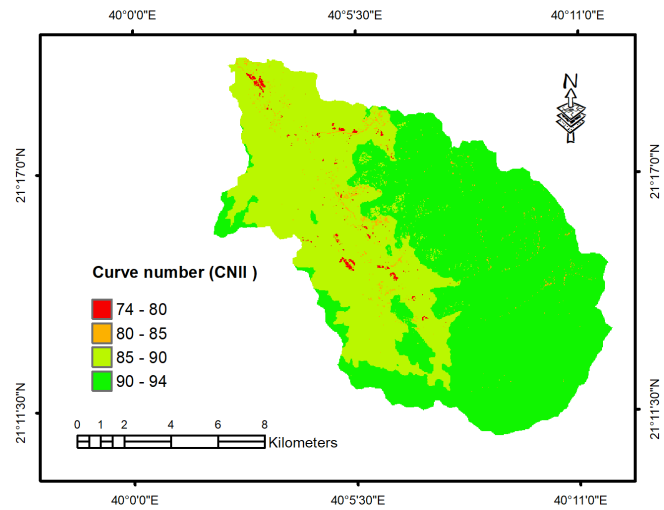 40°0'0"E 40°5'30"E 40°11'0"E
N
21°17'0"N 21°17'0"N
Curve number (CNII )
74 - 80
80 - 85
85 - 90
90 - 94
21°11'30"N 21°11'30"N
0 1 2 4 6 8
Kilometers
40°0'0"E 40°5'30"E 40°11'0"E